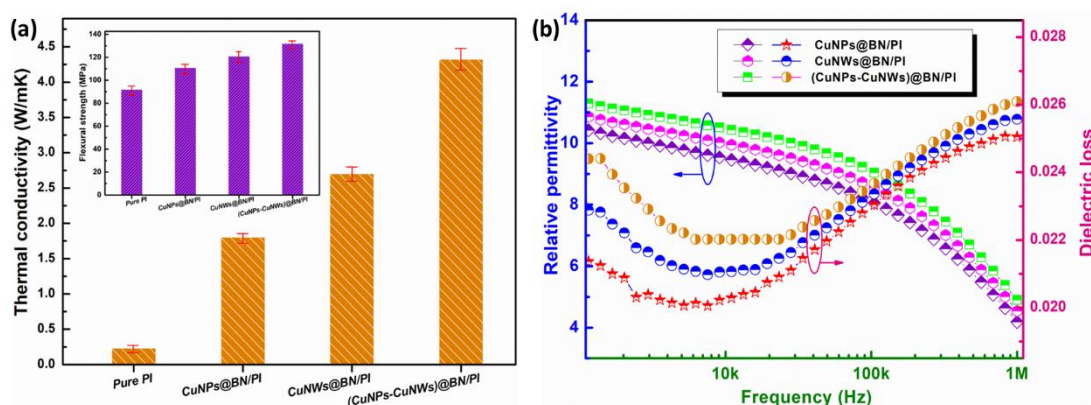 (a)
Thermal conductivity (W/mK)
4.5
4.0
3.5
3.0
2.5
2.0
1.5
1.0
0.5
0.0
Flexural strength (MPa)
140
120
100
80
60
40
20
0
Pure PI
CuNPs@BN/PI
CuNWs@BN/PI
(CuNPs-CuNWs)@BN/PI
Pure PI
CuNPs@BN/PI
CuNWs@BN/PI
(CuNPs-CuNWs)@BN/PI
(b)
Relative permittivity
14
12
10
8
6
4
CuNPs@BN/PI
CuNWs@BN/PI
(CuNPs-CuNWs)@BN/PI
0.028
0.026
0.024
0.022
0.020
Dielectric loss
10k
100k
1M
Frequency (Hz)